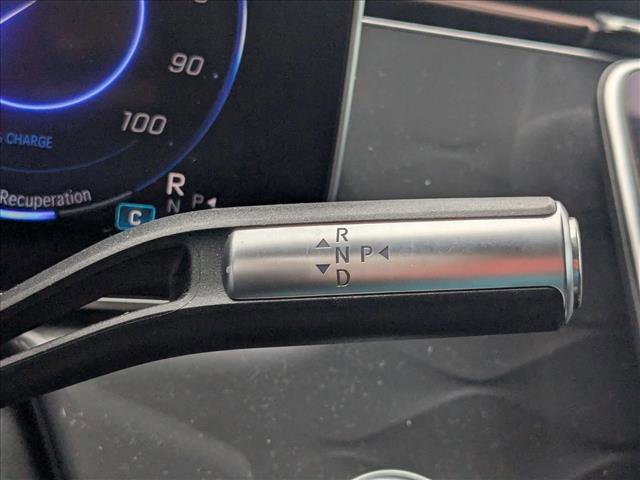 90
100
% CHARGE
Recuperation
R
N P◄
C
R
▲
N P◄
▼
D